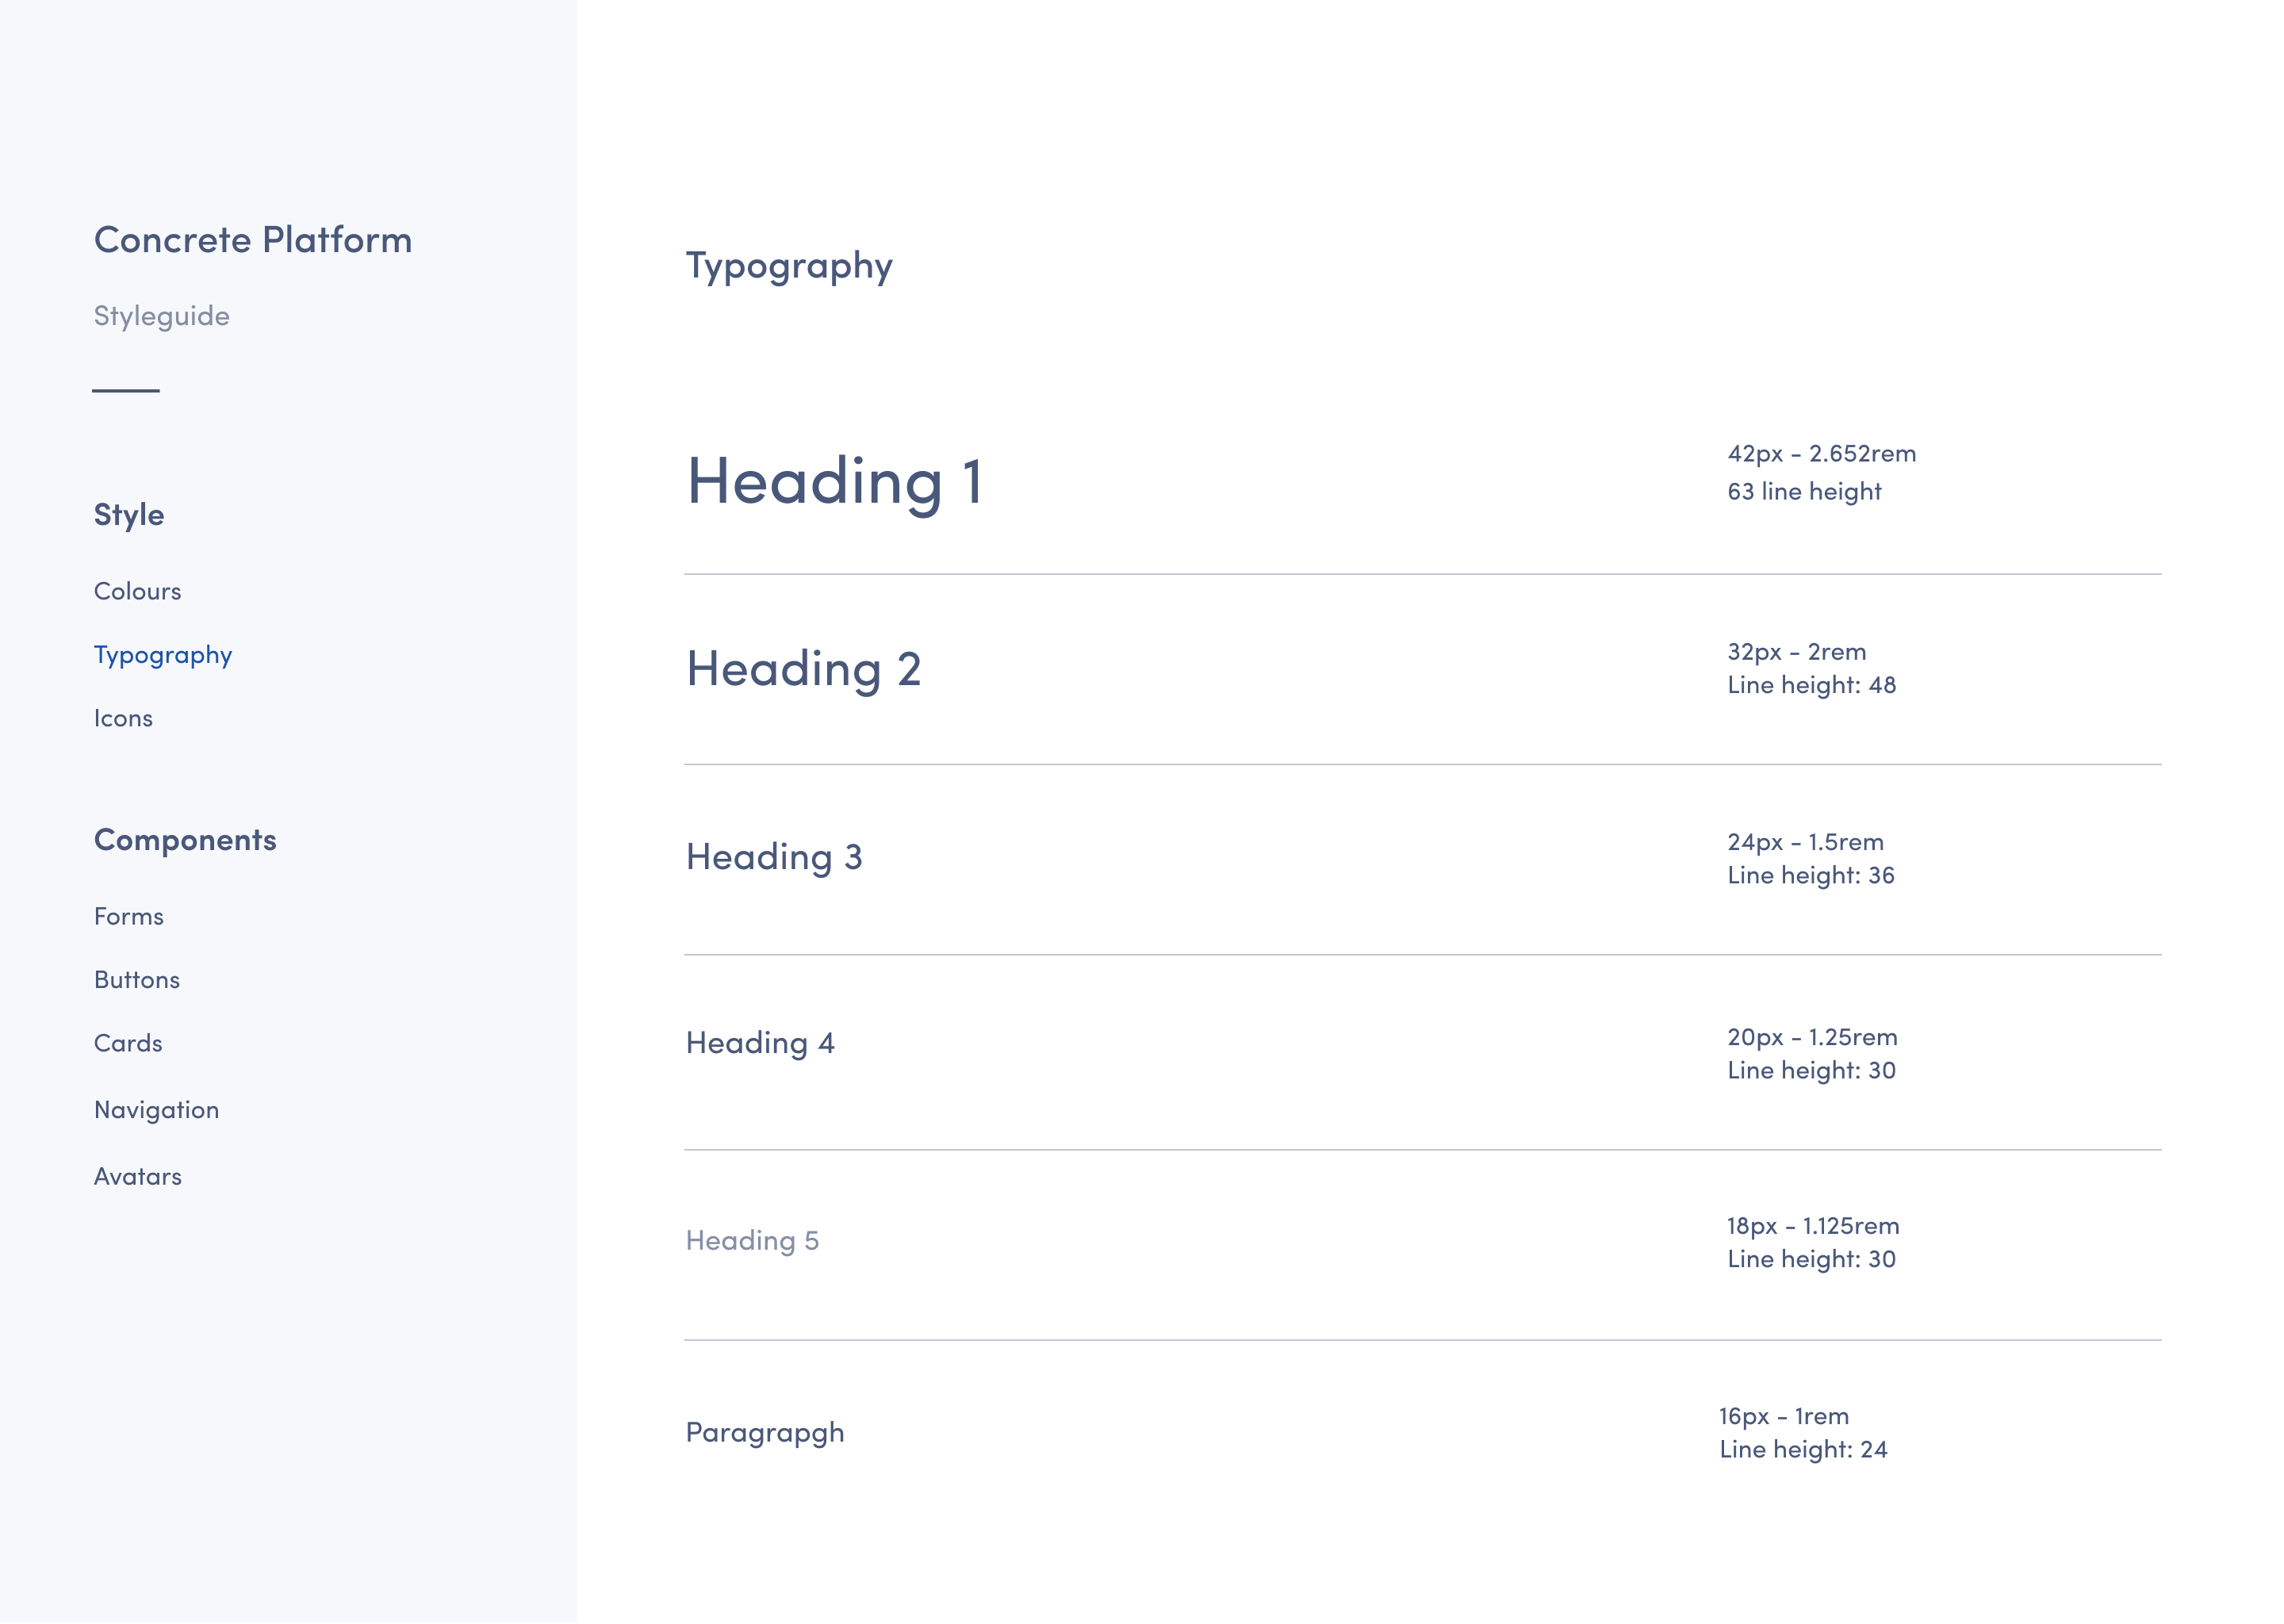 Concrete Platform
Styleguide
Style
Colours
Typography
Icons
Components
Forms
Buttons
Cards
Navigation
Avatars
Typography
Heading 1
42px - 2.652rem
63 line height
Heading 2
32px - 2rem
Line height: 48
Heading 3
24px - 1.5rem
Line height: 36
Heading 4
20px - 1.25rem
Line height: 30
Heading 5
18px - 1.125rem
Line height: 30
Paragrapgh
16px - 1rem
Line height: 24